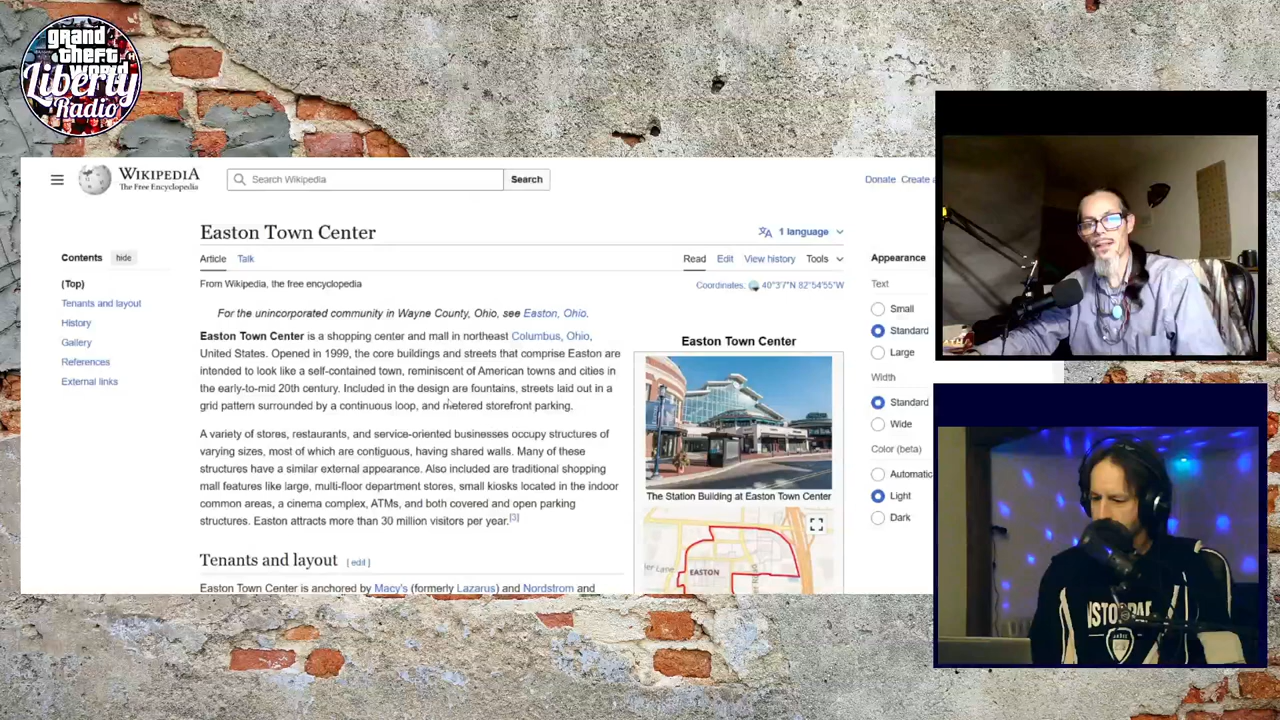 grand
theft
world
Liberty
Radio
WIKIPEDIA
The Free Encyclopedia
Search Wikipedia
Search
Donate Create a
Easton Town Center
1 language
Contents hide
(Top)
Tenants and layout
History
Gallery
References
External links
Article Talk
Read Edit View history Tools
From Wikipedia, the free encyclopedia
Coordinates: 40°3′7″N 82°54′55″W
For the unincorporated community in Wayne County, Ohio, see Easton, Ohio.
Easton Town Center is a shopping center and mall in northeast Columbus, Ohio,
United States. Opened in 1999, the core buildings and streets that comprise Easton are
intended to look like a self-contained town, reminiscent of American towns and cities in
the early-to-mid 20th century. Included in the design are fountains, streets laid out in a
grid pattern surrounded by a continuous loop, and metered storefront parking.
A variety of stores, restaurants, and service-oriented businesses occupy structures of
varying sizes, most of which are contiguous, having shared walls. Many of these
structures have a similar external appearance. Also included are traditional shopping
mall features like large, multi-floor department stores, small kiosks located in the indoor
common areas, a cinema complex, ATMs, and both covered and open parking
structures. Easton attracts more than 30 million visitors per year.[3]
Tenants and layout [ edit ]
Easton Town Center is anchored by Macy's (formerly Lazarus) and Nordstrom and
Easton Town Center
The Station Building at Easton Town Center
EASTON
Appearance
Text
Small
Standard
Large
Width
Standard
Wide
Color (beta)
Automatic
Light
Dark